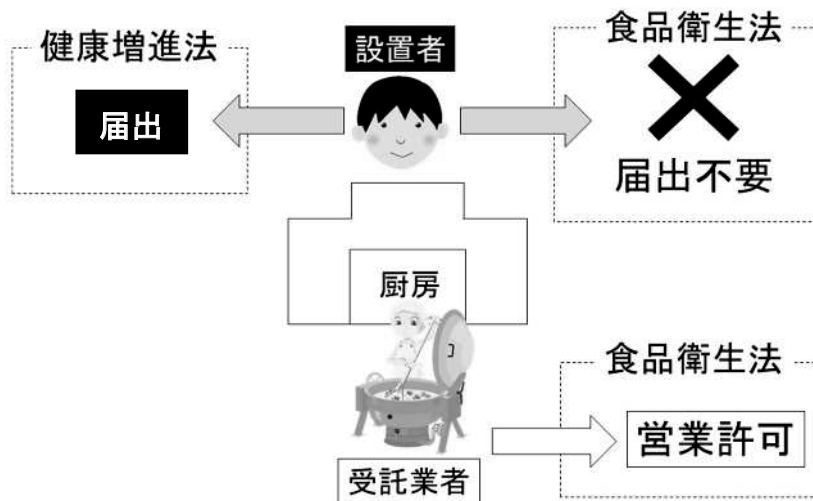 健康増進法
届出
設置者
食品衛生法
届出不要
厨房
受託業者
食品衛生法
営業許可